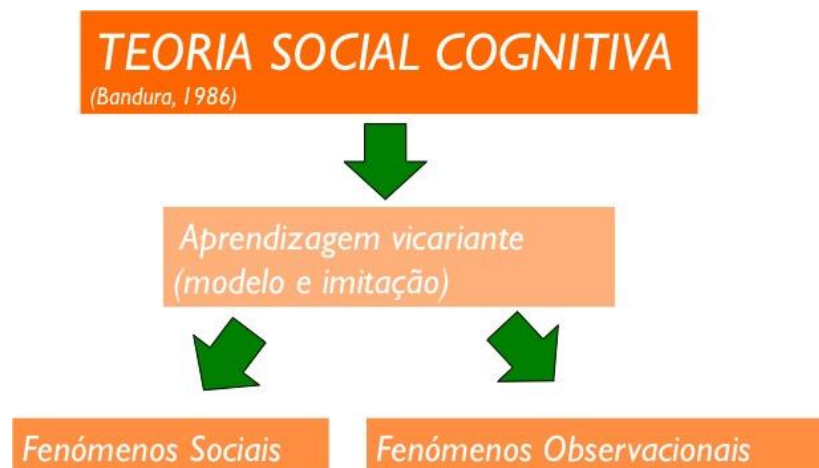 TEORIA SOCIAL COGNITIVA
(Bandura, 1986)
Aprendizagem vicariante
(modelo e imitação)
Fenómenos Sociais
Fenómenos Observacionais